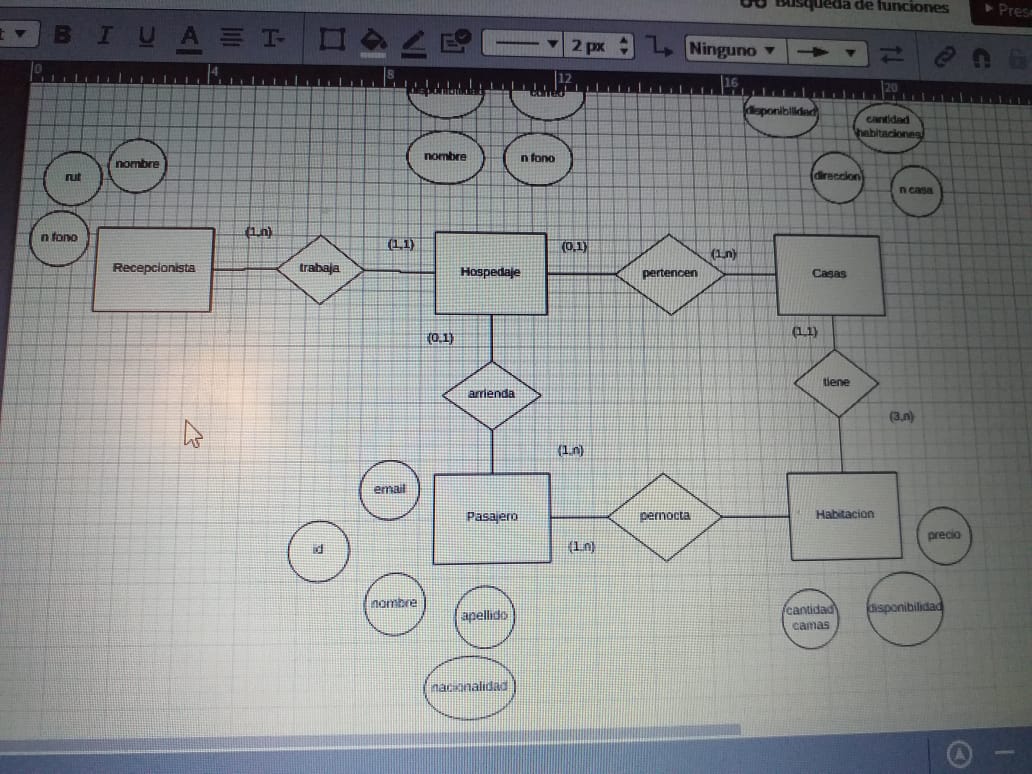 Búsqueda de funciones
B I U A T
2 px
Ninguno
0 4 8 12 16 20
correo
disponibilidad
cantidad
habitaciones
nombre
n fono
direccion
n casa
rut
nombre
n fono
(1,n)
(1,1)
(0,1)
(1,n)
Recepcionista
trabaja
Hospedaje
pertencen
Casas
(0,1)
(1,1)
arrienda
tiene
(3,n)
(1,n)
email
Pasajero
pernocta
Habitacion
(1,n)
precio
id
nombre
apellido
cantidad
camas
disponibilidad
nacionalidad